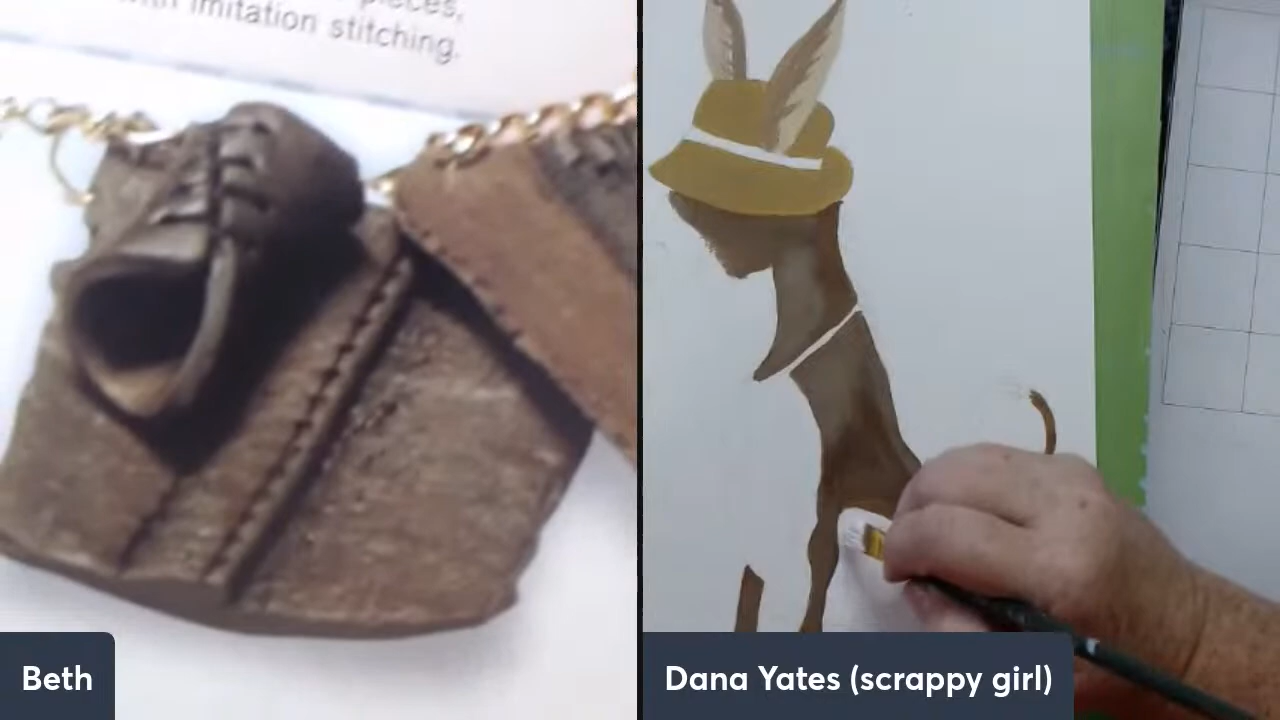 pieces,
with imitation stitching.
Beth
Dana Yates (scrappy girl)